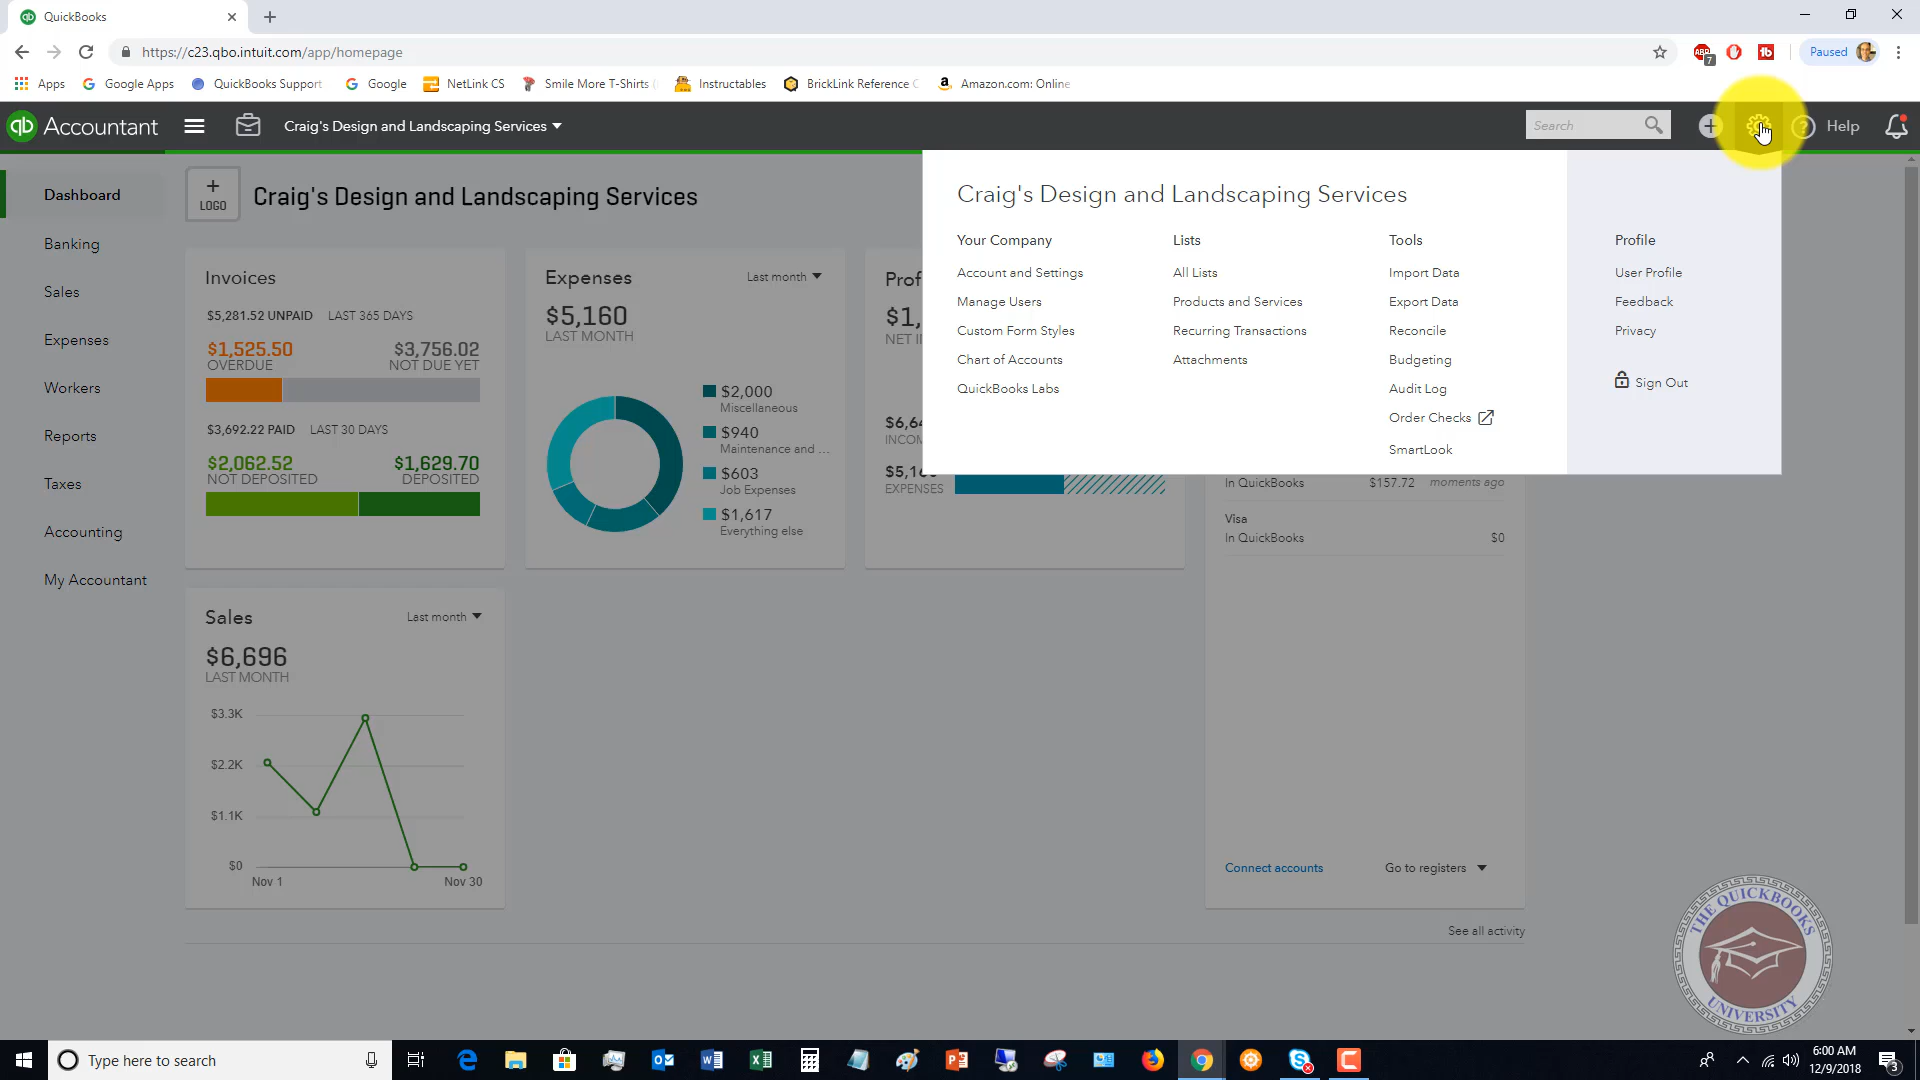 QuickBooks
https://c23.qbo.intuit.com/app/homepage
7
Paused
Apps
Google Apps
QuickBooks Support
Google
NetLink CS
Smile More T-Shirts (
Instructables
BrickLink Reference C
Amazon.com: Online
qb Accountant
Craig's Design and Landscaping Services
Search
Help
Dashboard
Banking
Sales
Expenses
Workers
Reports
Taxes
Accounting
My Accountant
+
LOGO
Craig's Design and Landscaping Services
Invoices
$5,281.52 UNPAID LAST 365 DAYS
$1,525.50 $3,756.02
OVERDUE NOT DUE YET
$3,692.22 PAID LAST 30 DAYS
$2,062.52 $1,629.70
NOT DEPOSITED DEPOSITED
Expenses
Last month
$5,160
LAST MONTH
$2,000
Miscellaneous
$940
Maintenance and ...
$603
Job Expenses
$1,617
Everything else
Prof
$1,
NET I
$6,64
INCOM
$5,16
EXPENSES
Craig's Design and Landscaping Services
Your Company
Account and Settings
Manage Users
Custom Form Styles
Chart of Accounts
QuickBooks Labs
Lists
All Lists
Products and Services
Recurring Transactions
Attachments
Tools
Import Data
Export Data
Reconcile
Budgeting
Audit Log
Order Checks
SmartLook
Profile
User Profile
Feedback
Privacy
Sign Out
In QuickBooks $157.72 moments ago
Visa
In QuickBooks $0
Connect accounts
Go to registers
See all activity
Sales
Last month
$6,696
LAST MONTH
$3.3K
$2.2K
$1.1K
$0
Nov 1 Nov 30
THE QUICKBOOKS
UNIVERSITY
Type here to search
6:00 AM
12/9/2018
3